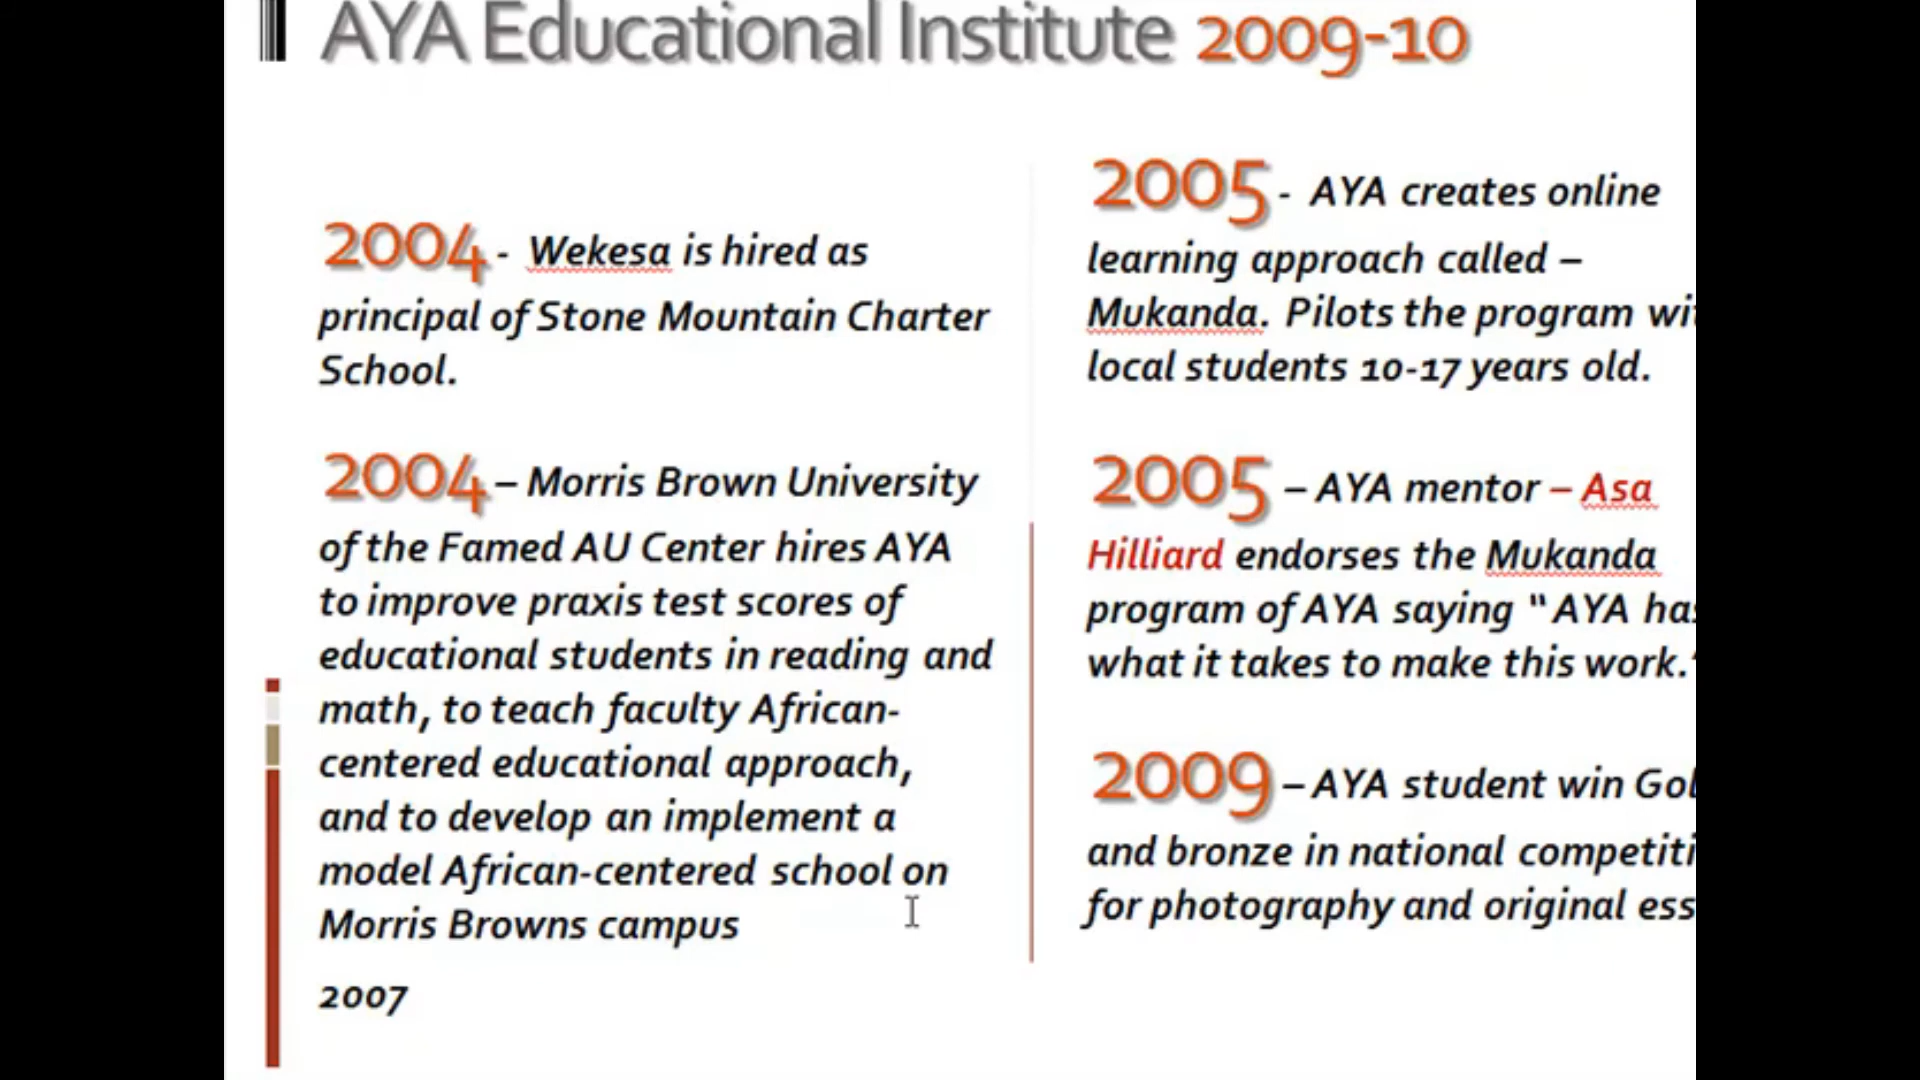 AYA Educational Institute 2009-10
2004 - Wekesa is hired as
principal of Stone Mountain Charter
School.
2004 – Morris Brown University
of the Famed AU Center hires AYA
to improve praxis test scores of
educational students in reading and
math, to teach faculty African-
centered educational approach,
and to develop an implement a
model African-centered school on
Morris Browns campus
2007
2005 - AYA creates online
learning approach called –
Mukanda. Pilots the program
local students 10-17 years old.
2005 – AYA mentor – Asa
Hilliard endorses the Mukanda
program of AYA saying “AYA has
what it takes to make this work.”
2009 – AYA student win
and bronze in national
for photography and original